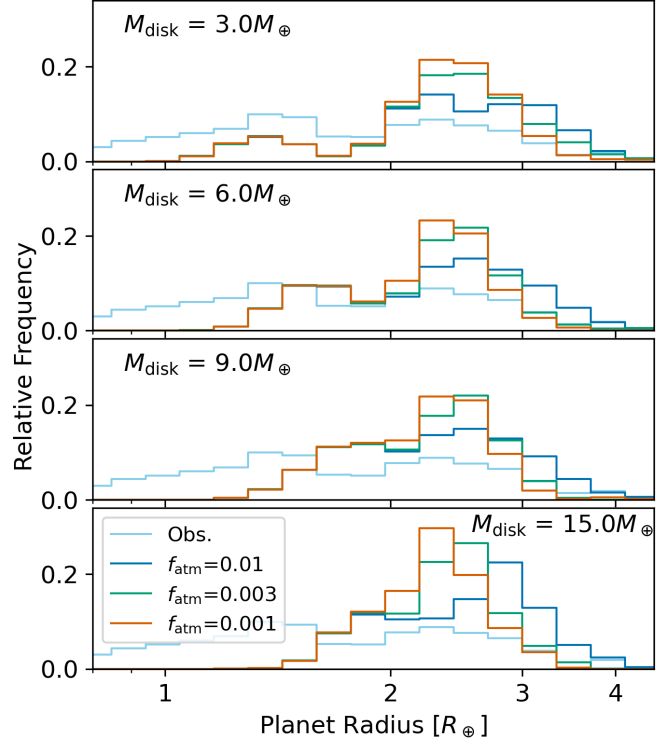 M_disk = 3.0M_⊕
0.2
0.0
M_disk = 6.0M_⊕
0.2
0.0
M_disk = 9.0M_⊕
0.2
0.0
M_disk = 15.0M_⊕
0.2
0.0
Obs.
f_atm=0.01
f_atm=0.003
f_atm=0.001
Relative Frequency
1 2 3 4
Planet Radius [R_⊕]